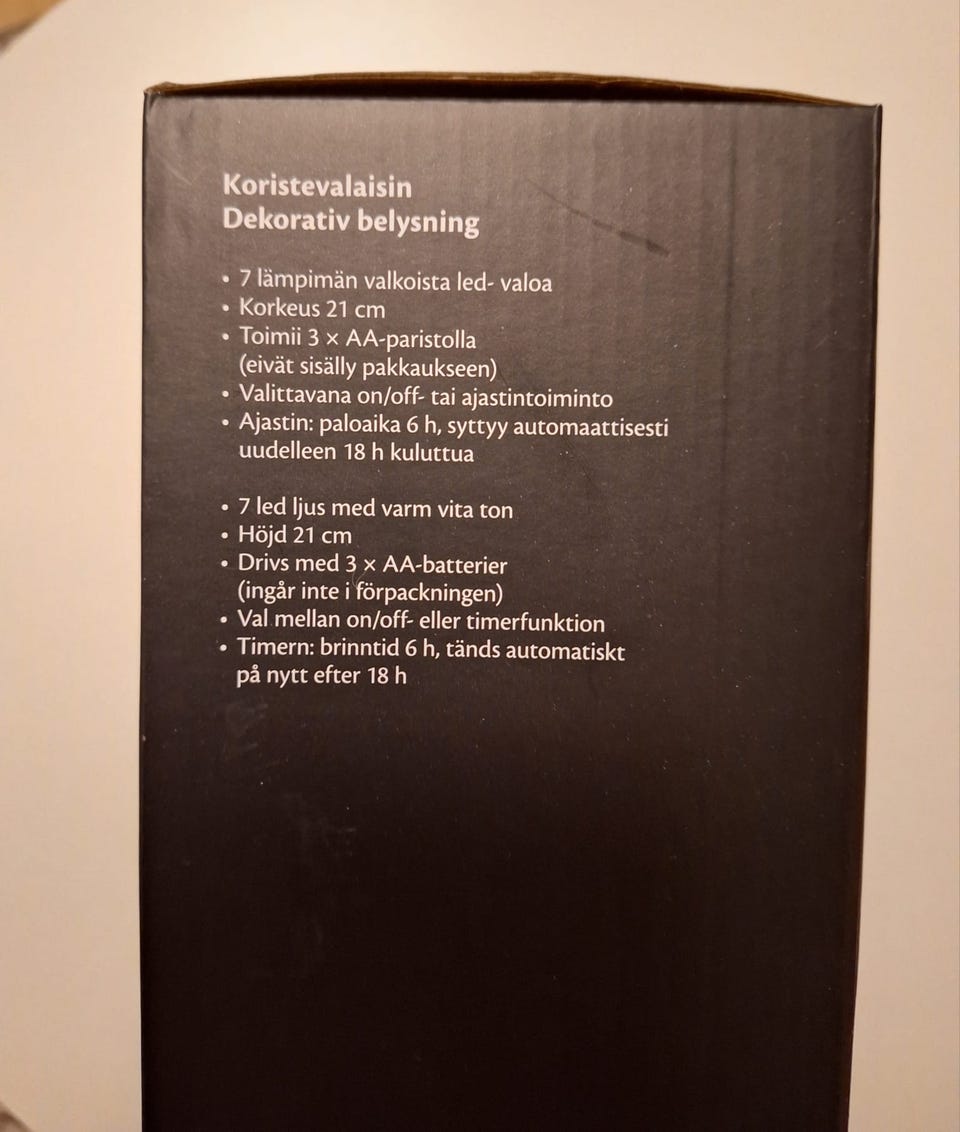 Koristevalaisin
Dekorativ belysning
• 7 lämpimän valkoista led- valoa
• Korkeus 21 cm
• Toimii 3 × AA-paristolla
(eivät sisälly pakkaukseen)
• Valittavana on/off- tai ajastintoiminto
• Ajastin: paloaika 6 h, syttyy automaattisesti
uudelleen 18 h kuluttua
• 7 led ljus med varm vita ton
• Höjd 21 cm
• Drivs med 3 × AA-batterier
(ingår inte i förpackningen)
• Val mellan on/off- eller timerfunktion
• Timern: brinntid 6 h, tänds automatiskt
på nytt efter 18 h